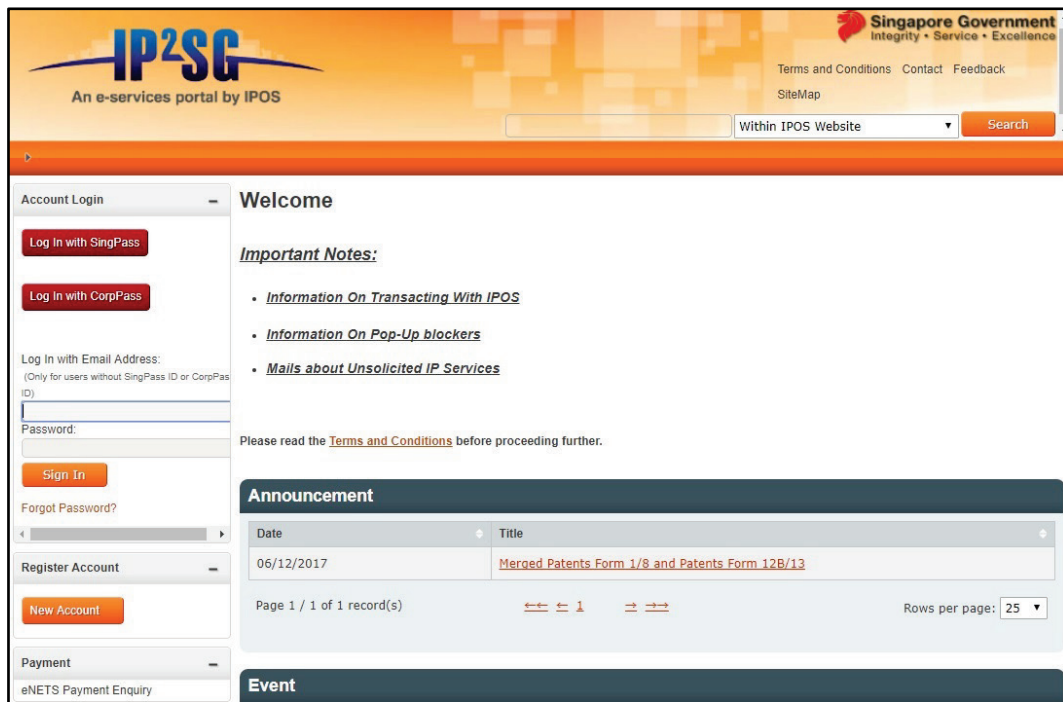 IP2SG
An e-services portal by IPOS
Singapore Government
Integrity • Service • Excellence
Terms and Conditions Contact Feedback
SiteMap
Within IPOS Website
Search
Account Login
Log In with SingPass
Log In with CorpPass
Log In with Email Address:
(Only for users without SingPass ID or CorpPas
ID)
Password:
Sign In
Forgot Password?
Register Account
New Account
Payment
eNETS Payment Enquiry
Welcome
Important Notes:
• Information On Transacting With IPOS
• Information On Pop-Up blockers
• Mails about Unsolicited IP Services
Please read the Terms and Conditions before proceeding further.
Announcement
Date Title
06/12/2017 Merged Patents Form 1/8 and Patents Form 12B/13
Page 1 / 1 of 1 record(s) ←← ← 1 → →→ Rows per page: 25
Event